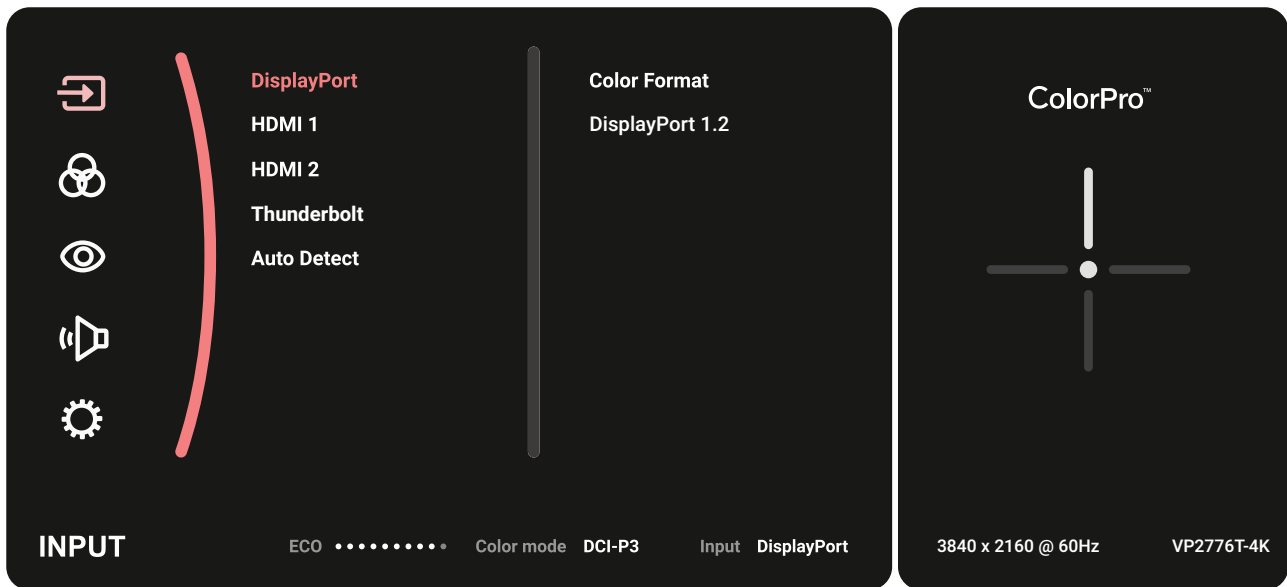 DisplayPort
HDMI 1
HDMI 2
Thunderbolt
Auto Detect
Color Format
DisplayPort 1.2
ColorPro™
INPUT
ECO
Color mode DCI-P3
Input DisplayPort
3840 x 2160 @ 60Hz
VP2776T-4K